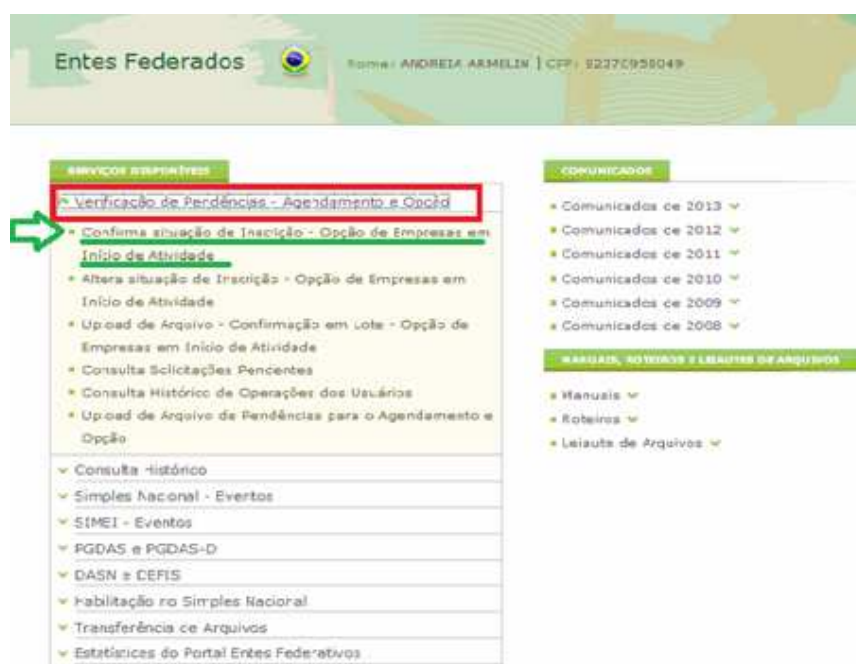 Entes Federados
Nome: ANDREIA ARMELIN | CPF:
SERVIÇOS DISPONÍVEIS
Verificação de Pendências - Agendamento e Opção
Confirma situação de Inscrição - Opção de Empresas em
Início de Atividade
Altera situação de Inscrição - Opção de Empresas em
Início de Atividade
Upload de Arquivo - Confirmação em Lote - Opção de
Empresas em Início de Atividade
Consulta Solicitações Pendentes
Consulta Histórico de Operações dos Usuários
Upload de Arquivo de Pendências para o Agendamento e
Opção
Consulta Histórico
Simples Nacional - Eventos
SIMEI - Eventos
PGDAS e PGDAS-D
DASN e DEFIS
Habilitação no Simples Nacional
Transferência de Arquivos
Estatísticas do Portal Entes Federativos
COMUNICADOS
Comunicados de 2013
Comunicados de 2012
Comunicados de 2011
Comunicados de 2010
Comunicados de 2009
Comunicados de 2008
MANUAIS, ROTEIROS E LEIAUTES DE ARQUIVOS
Manuais
Roteiros
Leiaute de Arquivos